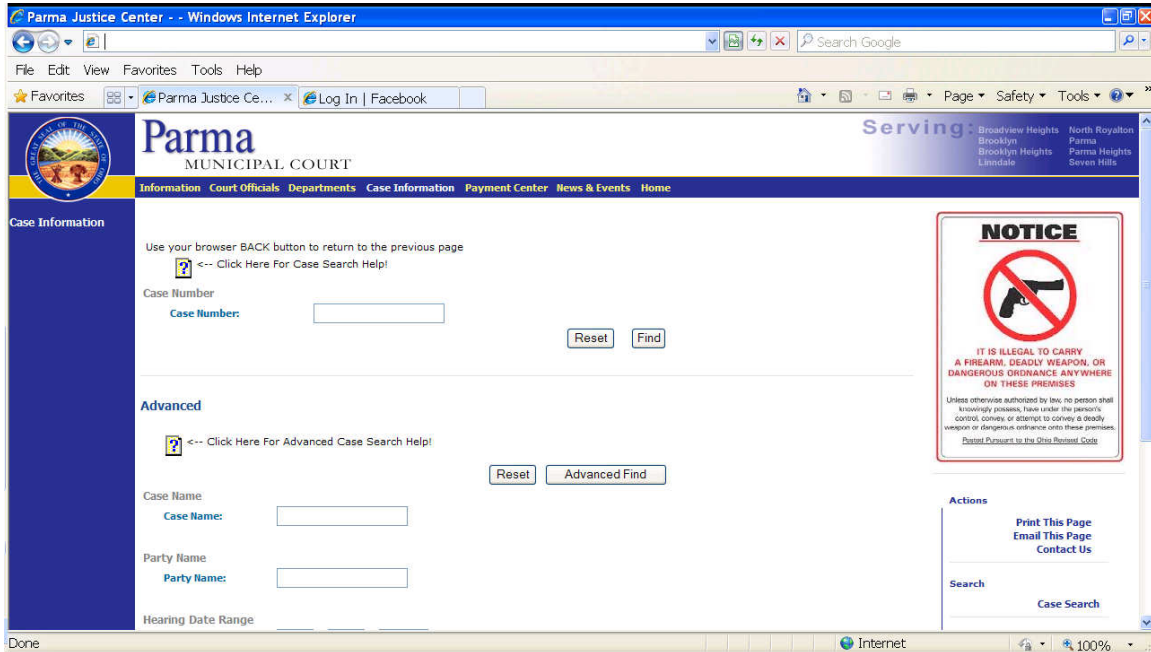 Parma Justice Center - - Windows Internet Explorer
Search Google
File Edit View Favorites Tools Help
Favorites Parma Justice Ce... Log In | Facebook Page Safety Tools
THE GREAT SEAL OF THE STATE OF OHIO
Parma
MUNICIPAL COURT
Serving:
Broadview Heights North Royalton
Brooklyn Parma
Brooklyn Heights Parma Heights
Linndale Seven Hills
Information Court Officials Departments Case Information Payment Center News & Events Home
Case Information
Use your browser BACK button to return to the previous page
? <-- Click Here For Case Search Help!
Case Number
Case Number:
Reset Find
Advanced
? <-- Click Here For Advanced Case Search Help!
Reset Advanced Find
Case Name
Case Name:
Party Name
Party Name:
Hearing Date Range
NOTICE
IT IS ILLEGAL TO CARRY
A FIREARM, DEADLY WEAPON, OR
DANGEROUS ORDNANCE ANYWHERE
ON THESE PREMISES
Unless otherwise authorized by law, no person shall
knowingly possess, have under the person's
control, convey, or attempt to convey a deadly
weapon or dangerous ordnance onto these premises.
Posted Pursuant to the Ohio Revised Code
Actions
Print This Page
Email This Page
Contact Us
Search
Case Search
Done Internet 100%